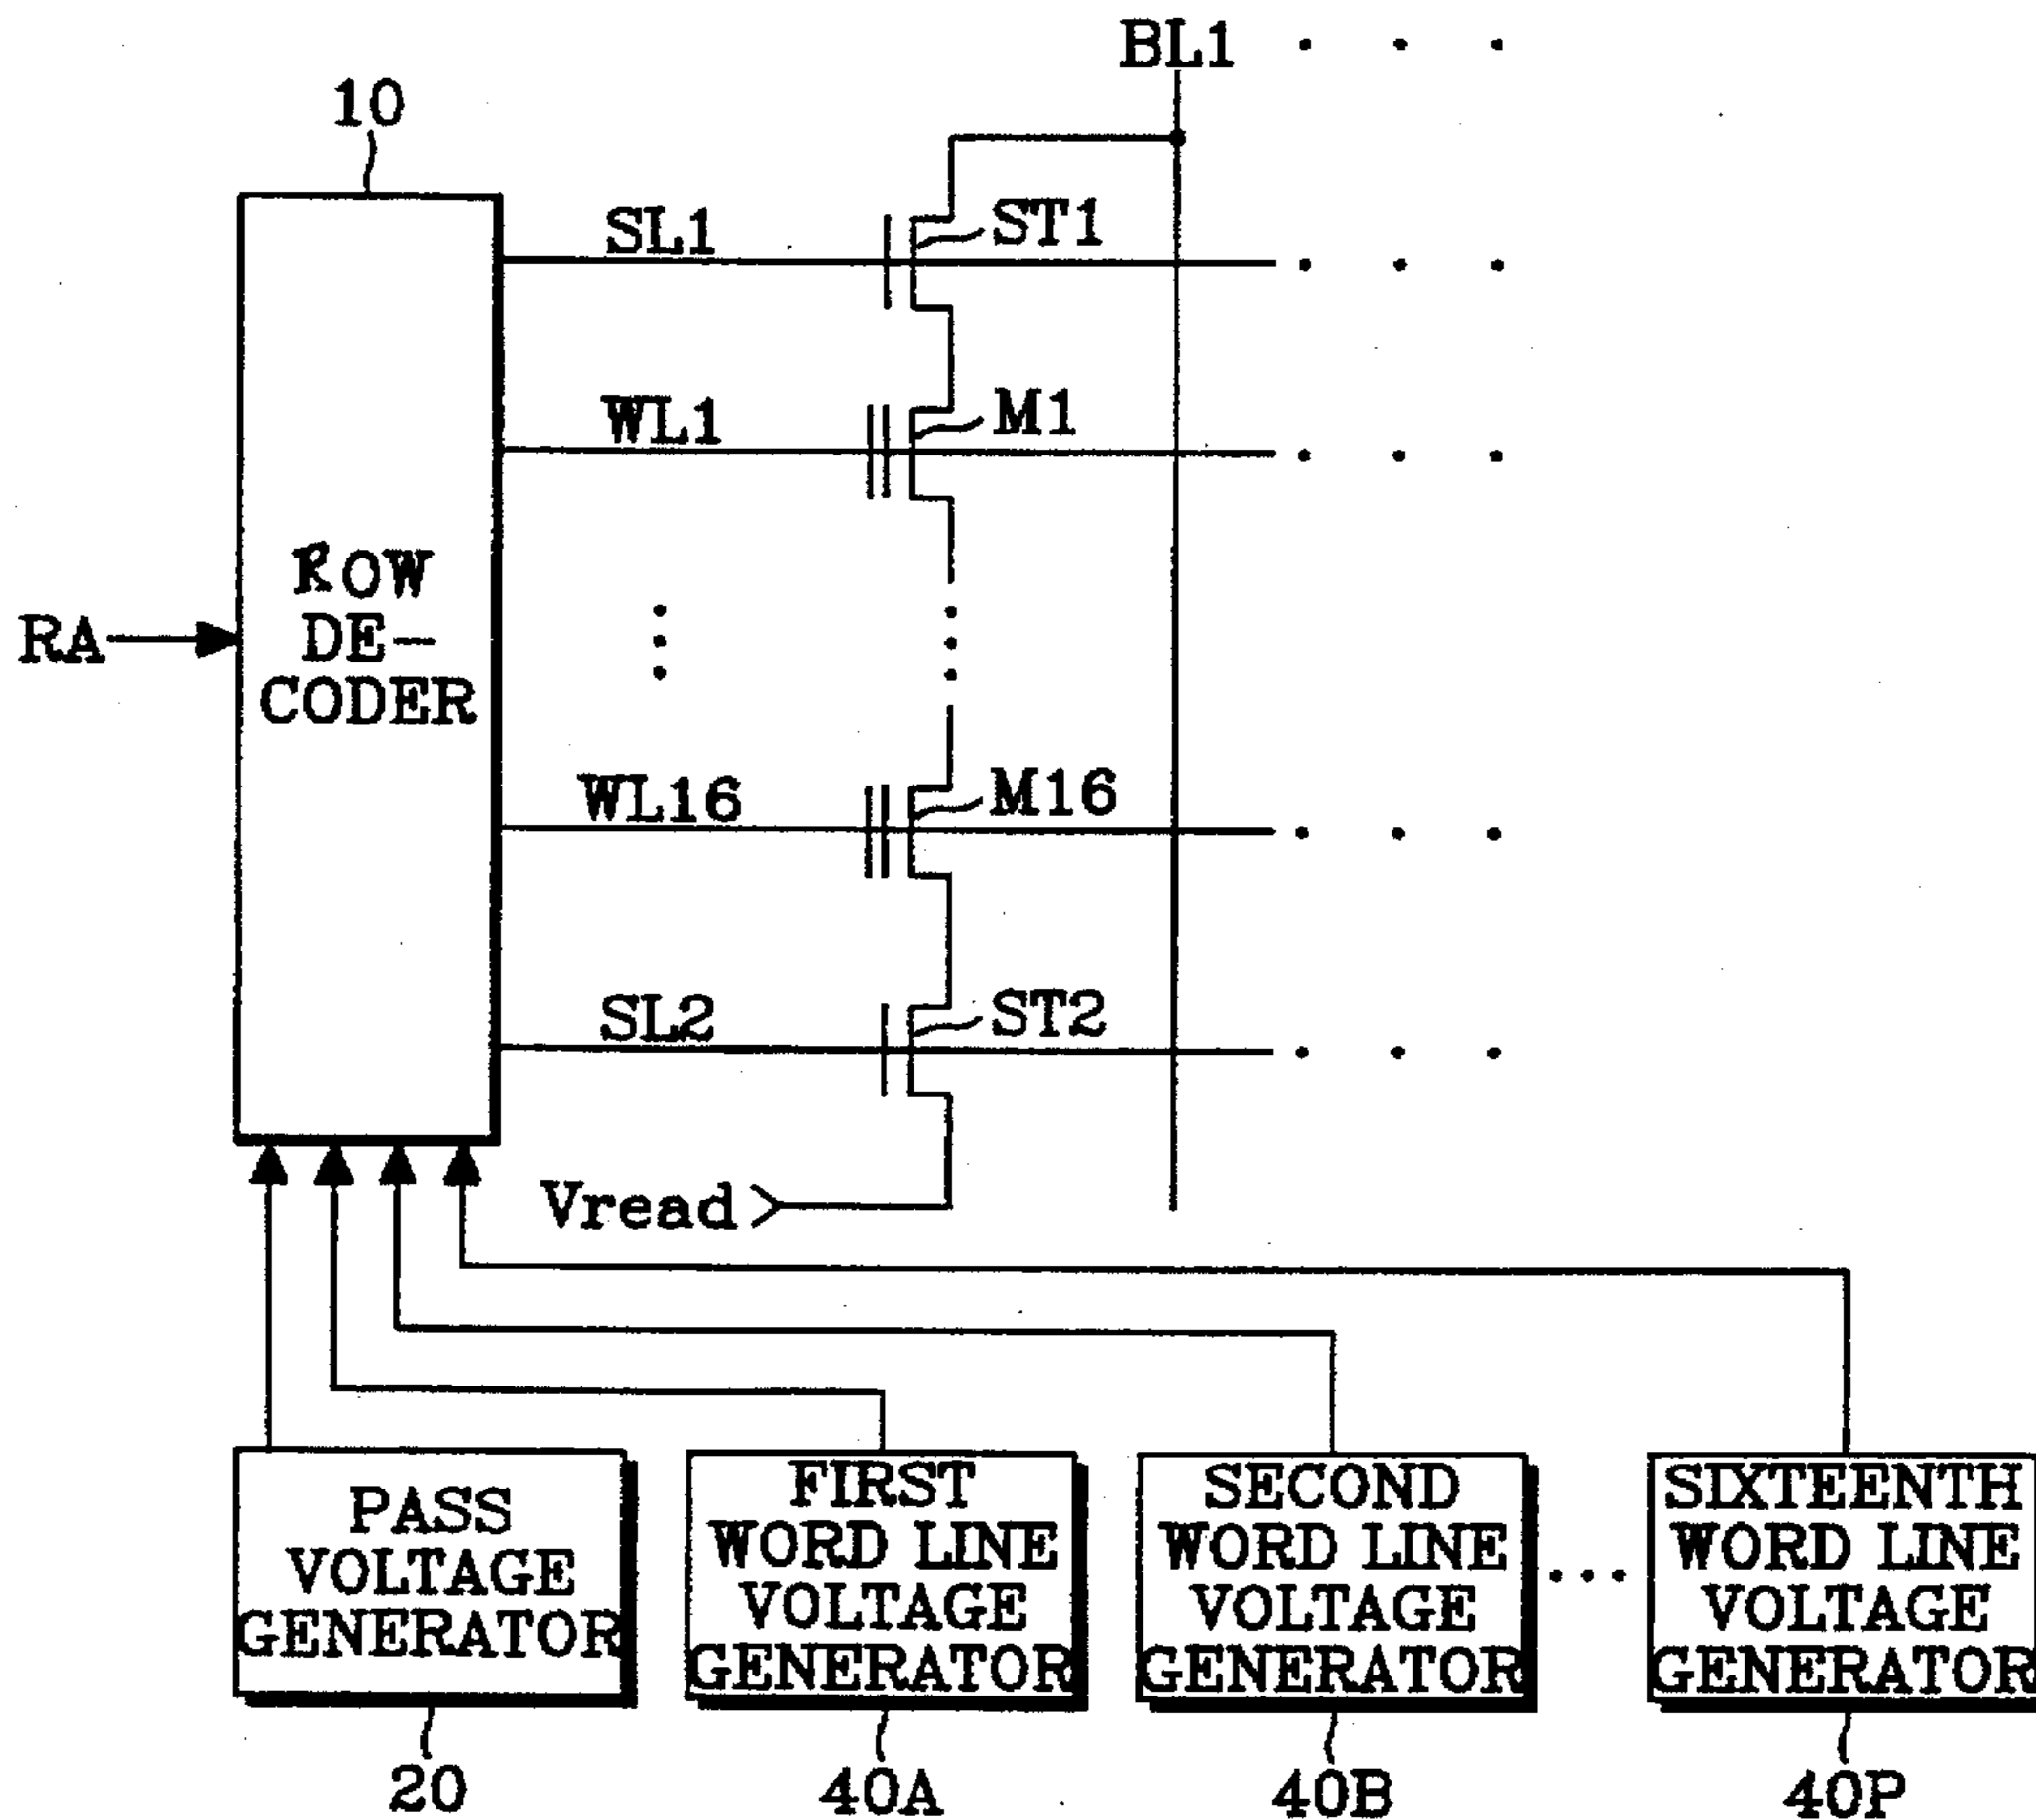 BL1
10
SL1
ST1
WL1
M1
ROW
DE-
CODER
RA
WL16
M16
SL2
ST2
Vread
PASS
VOLTAGE
GENERATOR
FIRST
WORD LINE
VOLTAGE
GENERATOR
SECOND
WORD LINE
VOLTAGE
GENERATOR
SIXTEENTH
WORD LINE
VOLTAGE
GENERATOR
20
40A
40B
40P